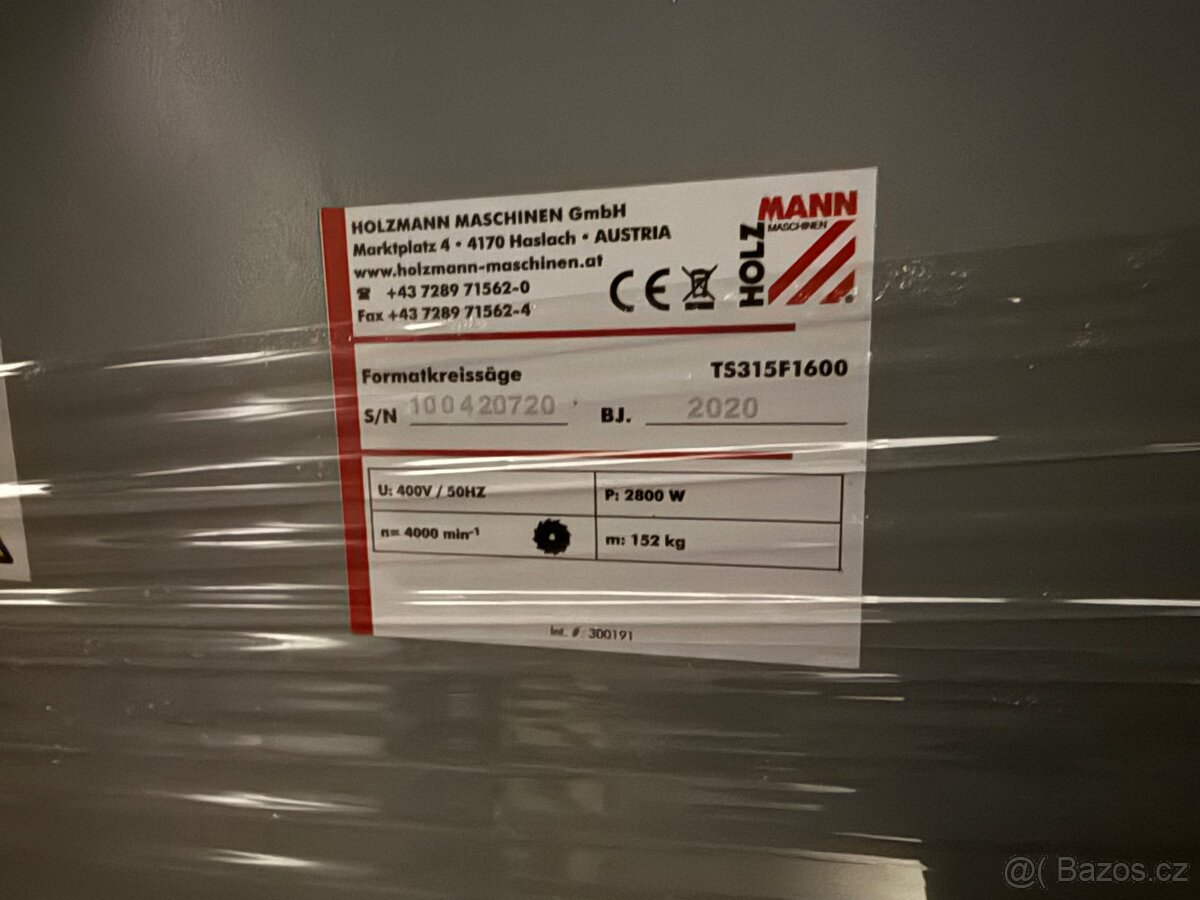 HOLZMANN MASCHINEN GmbH
Marktplatz 4 • 4170 Haslach • AUSTRIA
www.holzmann-maschinen.at
☎ +43 7289 71562-0
Fax +43 7289 71562-4
CE
HOLZ
MANN
MASCHINEN
®
Formatkreissäge TS315F1600
S/N 100420720 BJ. 2020
U: 400V / 50HZ P: 2800 W
n= 4000 min-1 m: 152 kg
Int. #: 300191
@( Bazos.cz